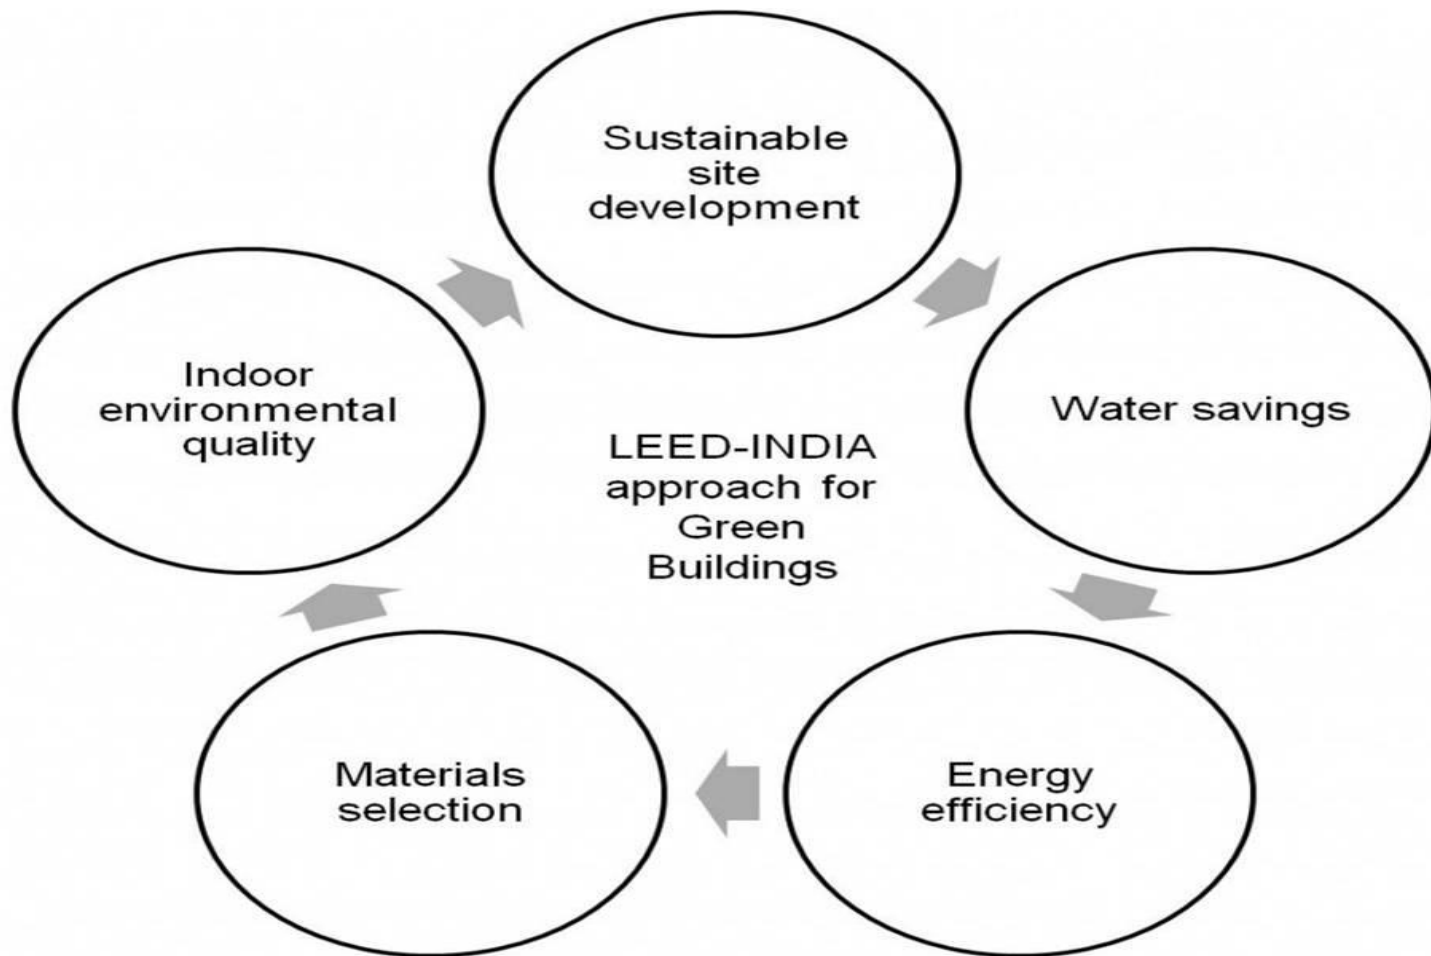 Sustainable
site
development
Indoor
environmental
quality
Water savings
LEED-INDIA
approach for
Green
Buildings
Materials
selection
Energy
efficiency